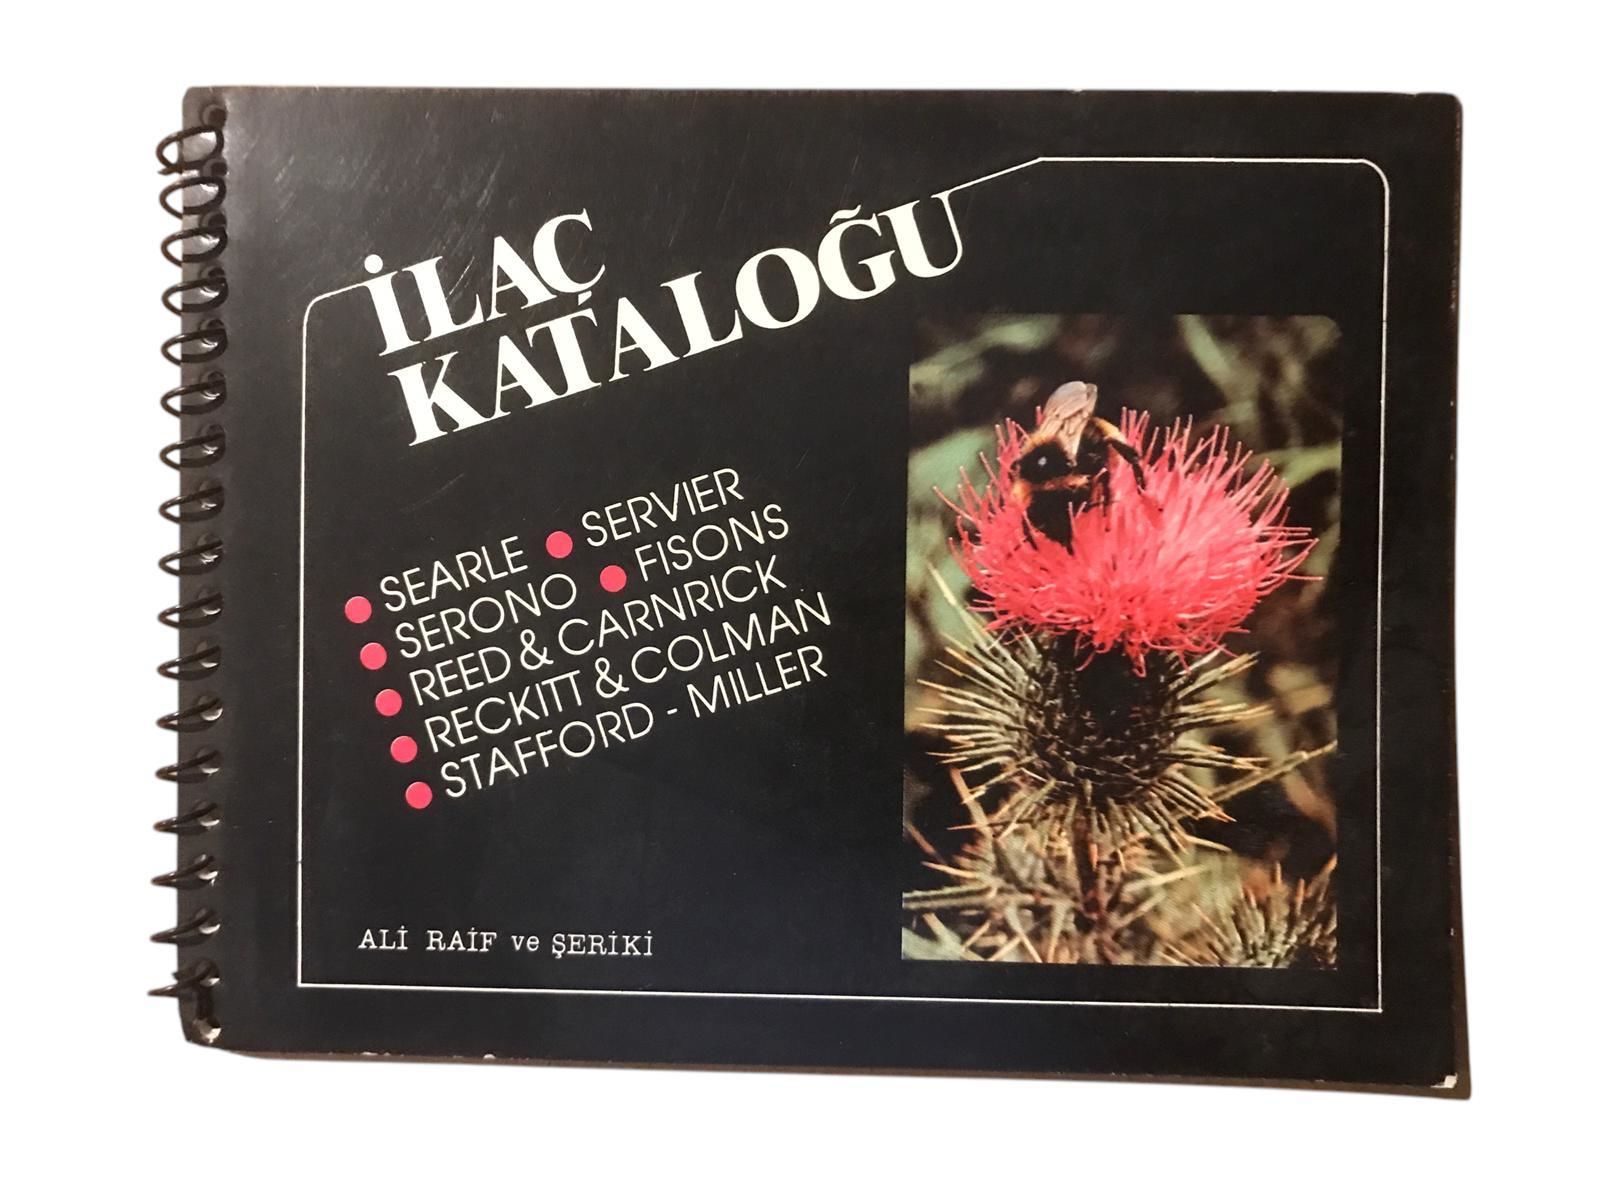 İLAÇ
KATALOĞU
● SEARLE ● SERVIER
● SERONO ● FISONS
● REED & CARNRICK
● RECKITT & COLMAN
● STAFFORD - MILLER
ALİ RAİF ve ŞERİKİ